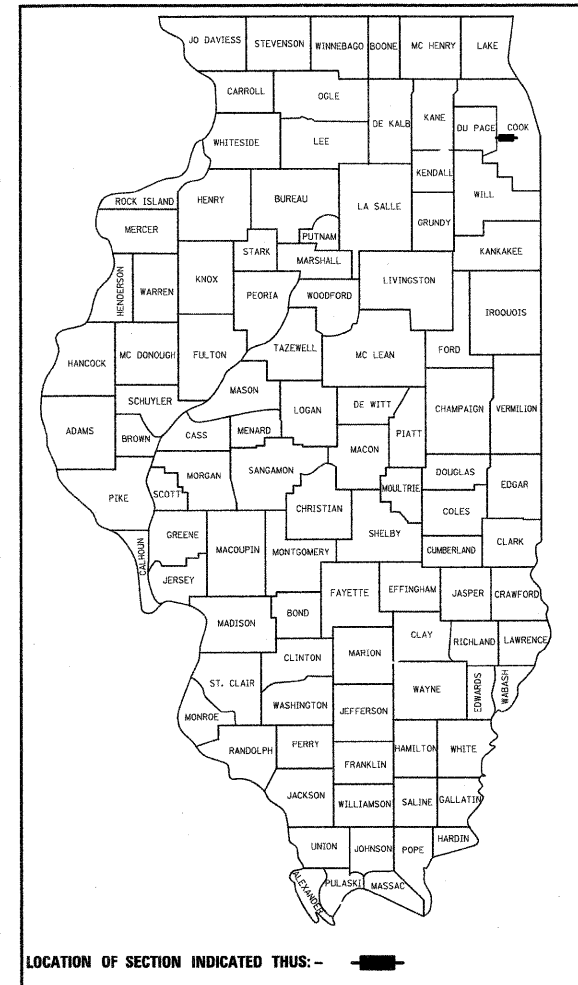 JO DAVIESS STEVENSON WINNEBAGO BOONE MC HENRY LAKE
CARROLL OGLE
DE KALB KANE DU PAGE COOK
WHITESIDE LEE
KENDALL WILL
ROCK ISLAND HENRY BUREAU LA SALLE
GRUNDY
MERCER PUTNAM
STARK MARSHALL KANKAKEE
HENDERSON WARREN KNOX LIVINGSTON
PEORIA WOODFORD IROQUOIS
HANCOCK MC DONOUGH FULTON TAZEWELL MC LEAN FORD
MASON
SCHUYLER LOGAN DE WITT CHAMPAIGN VERMILION
ADAMS BROWN CASS MENARD PIATT
MACON
SANGAMON DOUGLAS
MORGAN MOULTRIE EDGAR
PIKE SCOTT
CHRISTIAN COLES
GREENE SHELBY
CALHOUN MACOUPIN MONTGOMERY CUMBERLAND CLARK
JERSEY
FAYETTE EFFINGHAM JASPER CRAWFORD
MADISON BOND
CLAY RICHLAND LAWRENCE
CLINTON MARION
ST. CLAIR WAYNE EDWARDS WABASH
WASHINGTON JEFFERSON
MONROE
RANDOLPH PERRY HAMILTON WHITE
FRANKLIN
JACKSON WILLIAMSON SALINE GALLATIN
HARDIN
UNION JOHNSON POPE
ALEXANDER PULASKI MASSAC
LOCATION OF SECTION INDICATED THUS: -